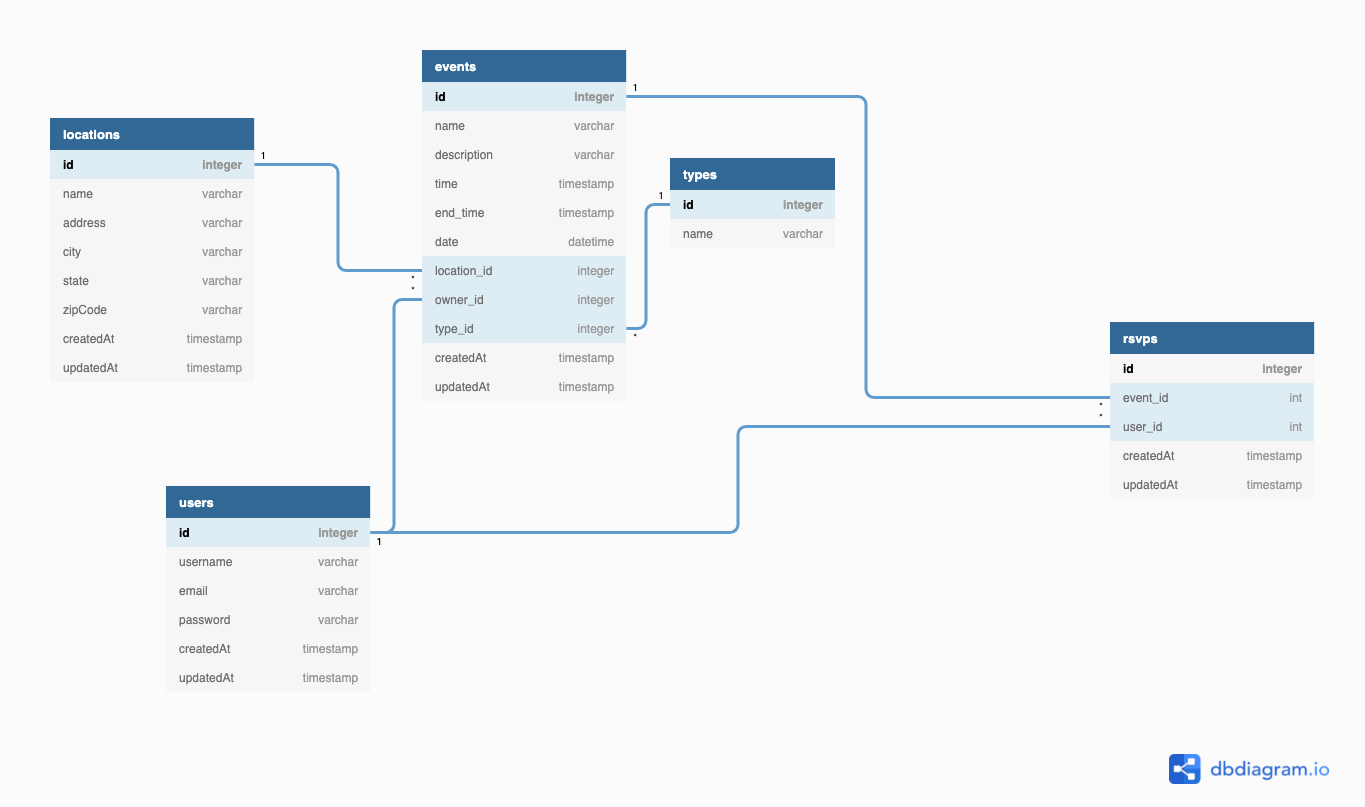 events
id integer
name varchar
description varchar
time timestamp
end_time timestamp
date datetime
location_id integer
owner_id integer
type_id integer
createdAt timestamp
updatedAt timestamp
locations
id integer
name varchar
address varchar
city varchar
state varchar
zipCode varchar
createdAt timestamp
updatedAt timestamp
types
id integer
name varchar
rsvps
id integer
event_id int
user_id int
createdAt timestamp
updatedAt timestamp
users
id integer
username varchar
email varchar
password varchar
createdAt timestamp
updatedAt timestamp
1
*
1
*
1
*
1
*
*
dbdiagram.io